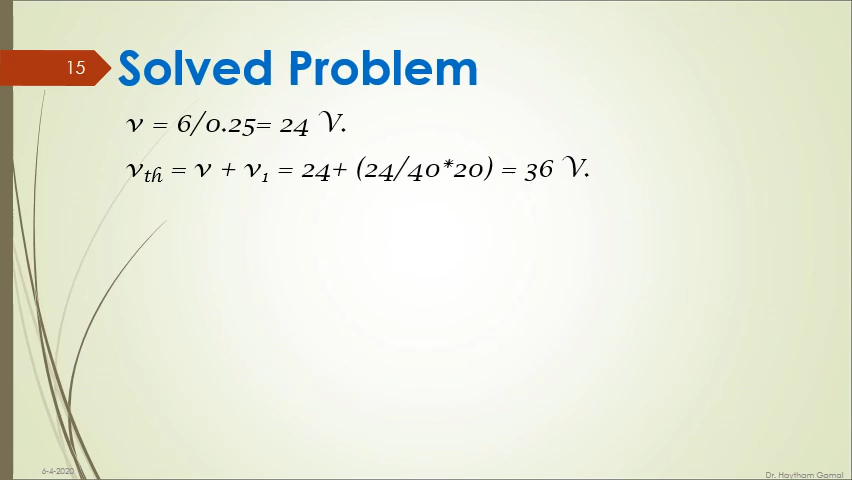 15
Solved Problem
v = 6/0.25= 24 V.
vth = v + v1 = 24+ (24/40*20) = 36 V.
6-4-2020
Dr. Haytham Gamal